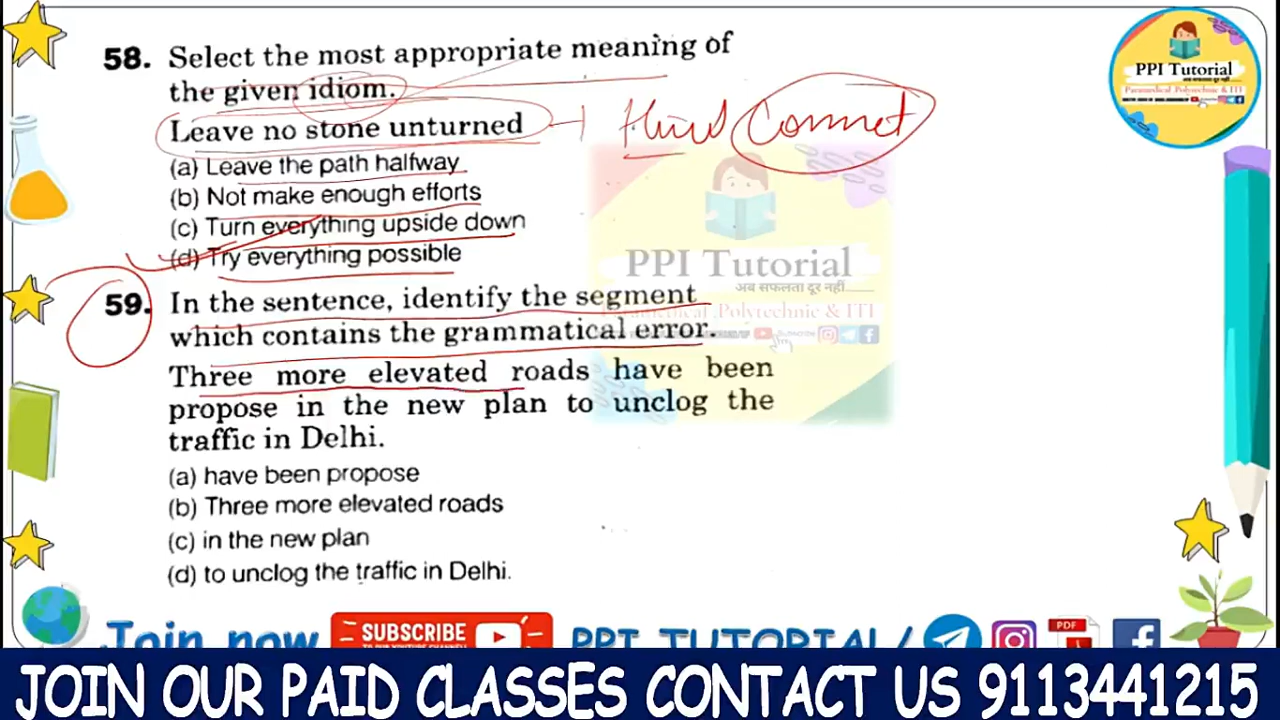 58. Select the most appropriate meaning of
the given idiom.
Leave no stone unturned
(a) Leave the path halfway
(b) Not make enough efforts
(c) Turn everything upside down
(d) Try everything possible
59. In the sentence, identify the segment
which contains the grammatical error.
Three more elevated roads have been
propose in the new plan to unclog the
traffic in Delhi.
(a) have been propose
(b) Three more elevated roads
(c) in the new plan
(d) to unclog the traffic in Delhi.
PPI Tutorial
अब सफलता दूर नहीं
Paramedical, Polytechnic & ITI
PPI Tutorial
अब सफलता दूर नहीं
Paramedical, Polytechnic & ITI
Join now
SUBSCRIBE
PPI TUTORIAL/
PDF
JOIN OUR PAID CLASSES CONTACT US 9113441215